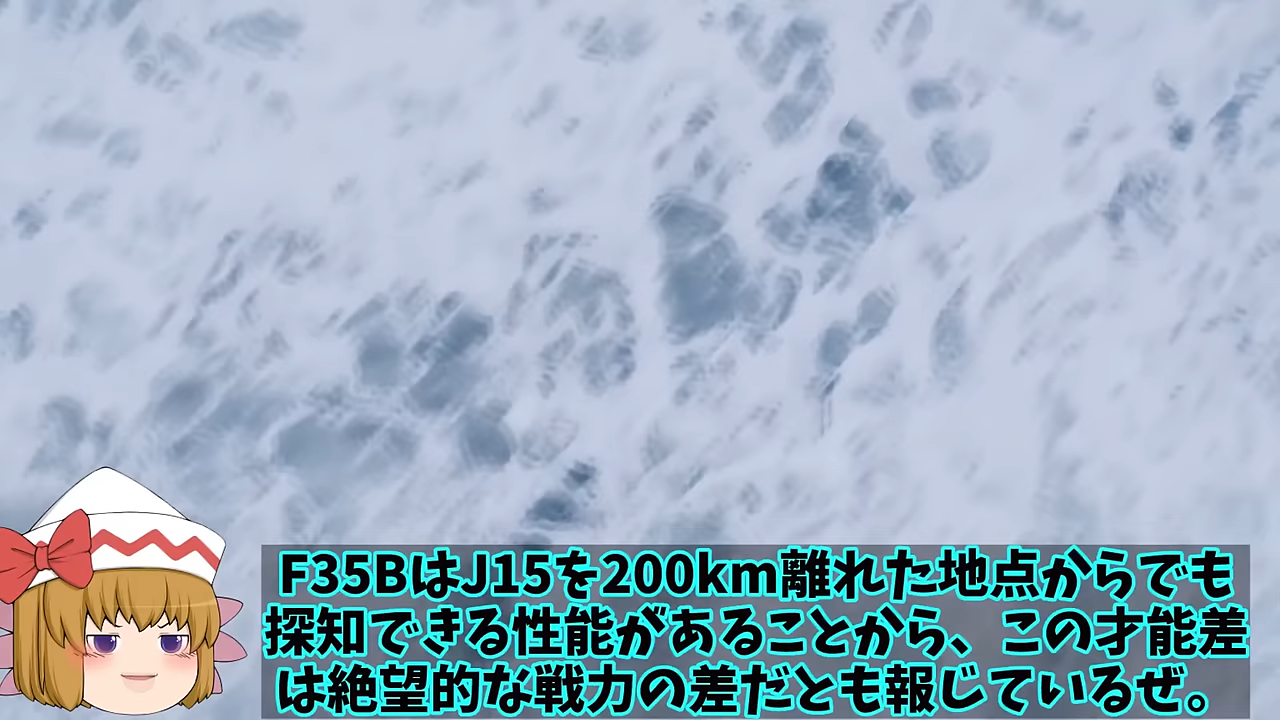 F35BはJ15を200km離れた地点からでも
探知できる性能があることから、この才能差
は絶望的な戦力の差だとも報じているぜ。